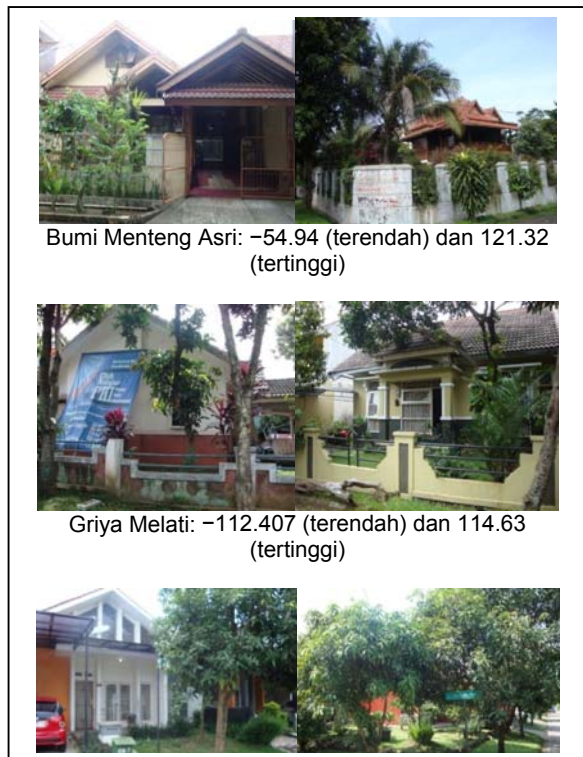 Bumi Menteng Asri: −54.94 (terendah) dan 121.32
(tertinggi)
Griya Melati: −112.407 (terendah) dan 114.63
(tertinggi)